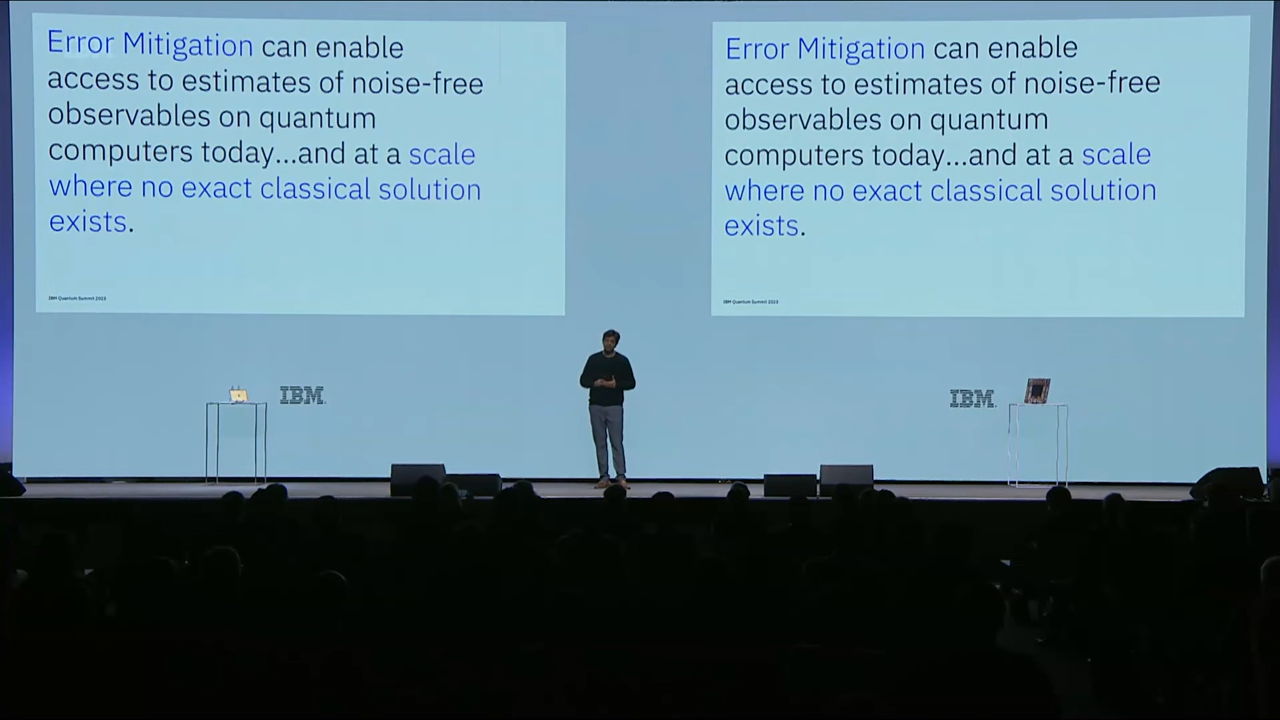 Error Mitigation can enable
access to estimates of noise-free
observables on quantum
computers today...and at a scale
where no exact classical solution
exists.
IBM Quantum Summit 2023
Error Mitigation can enable
access to estimates of noise-free
observables on quantum
computers today...and at a scale
where no exact classical solution
exists.
IBM Quantum Summit 2023
IBM
IBM